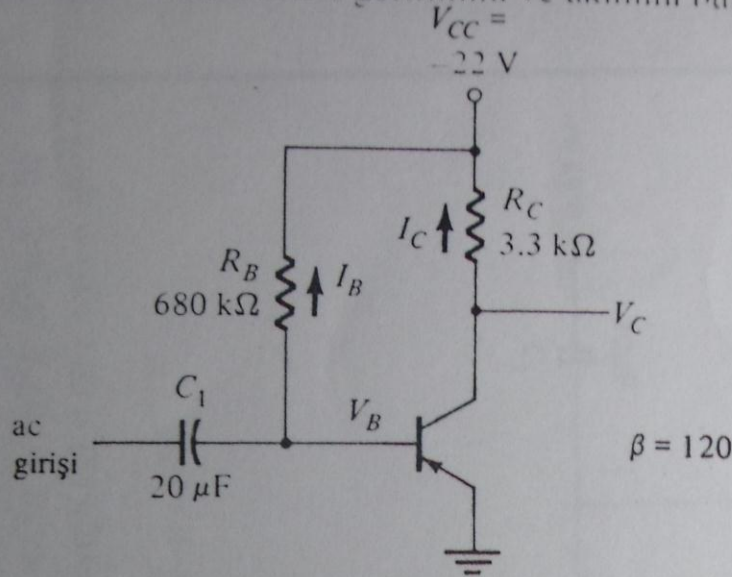 V_CC =
−22 V
R_C
I_C
3.3 kΩ
R_B
I_B
680 kΩ
V_C
C_1
V_B
ac
girişi
β = 120
20 μF